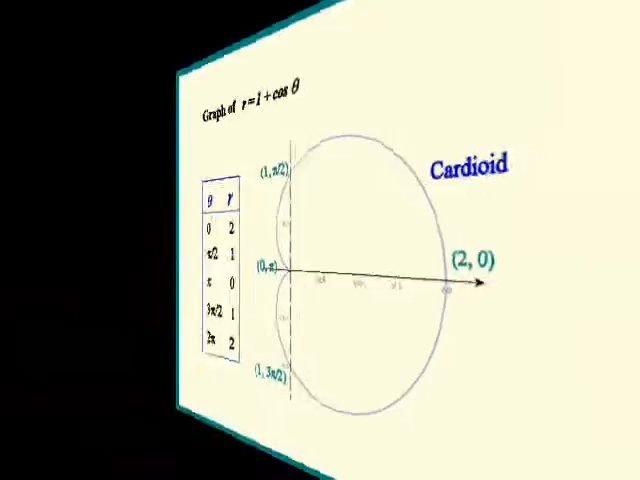 Graph of r=1+cos θ
Cardioid
(1, π/2)
θ r
0 2
π/2 1
π 0
3π/2 1
2π 2
(0, π)
(2, 0)
(1, 3π/2)